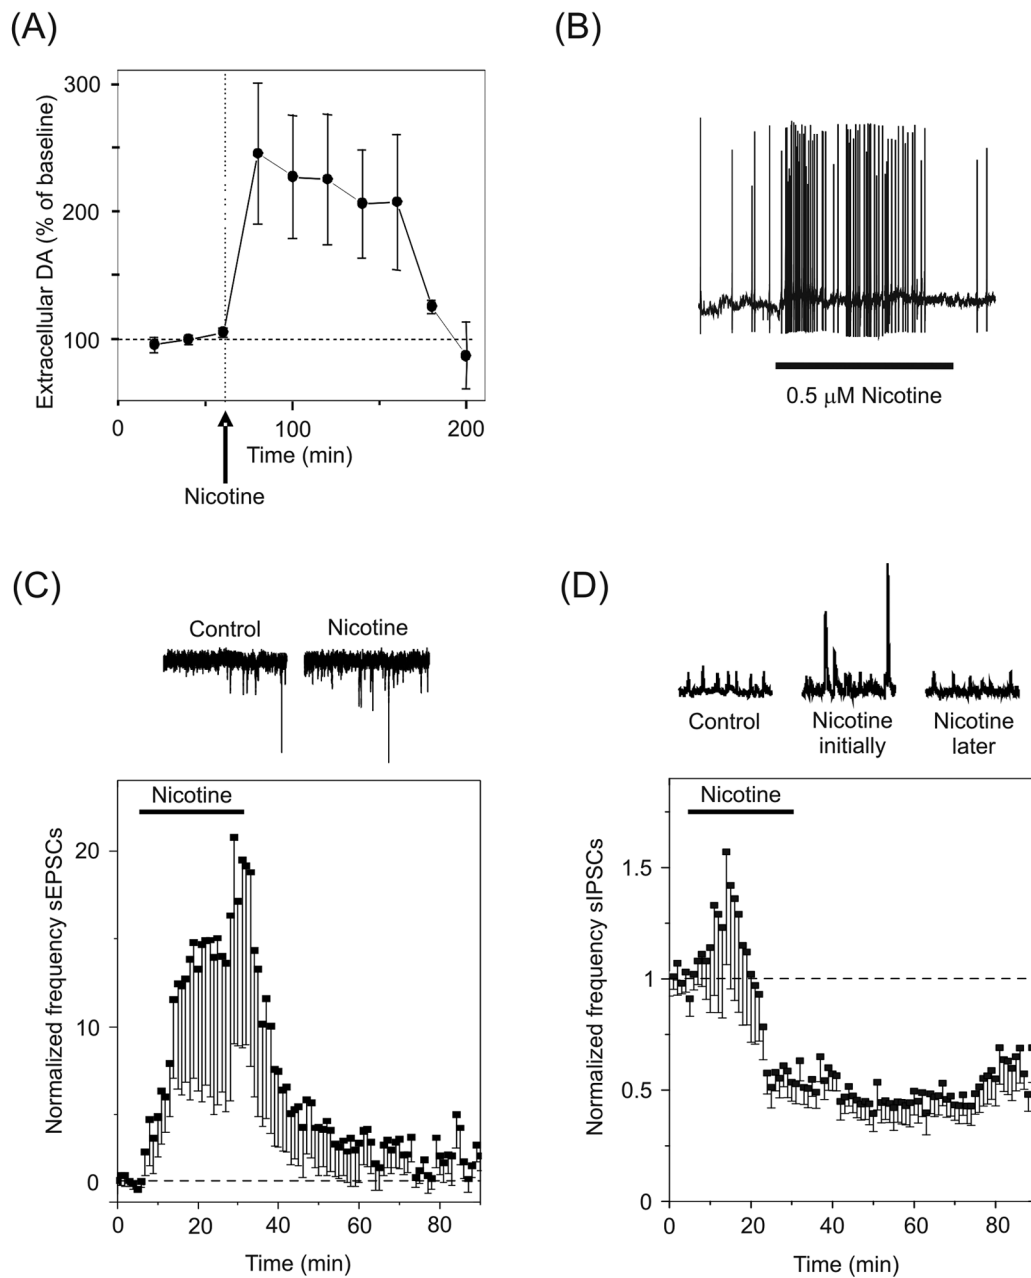 (A)
Extracellular DA (% of baseline)
300
200
100
0
100
200
Time (min)
Nicotine
(B)
0.5 μM Nicotine
(C)
Control
Nicotine
Nicotine
Normalized frequency sEPSCs
20
10
0
0
20
40
60
80
Time (min)
(D)
Control
Nicotine
initially
Nicotine
later
Nicotine
Normalized frequency sIPSCs
1.5
1
0.5
0
0
20
40
60
80
Time (min)